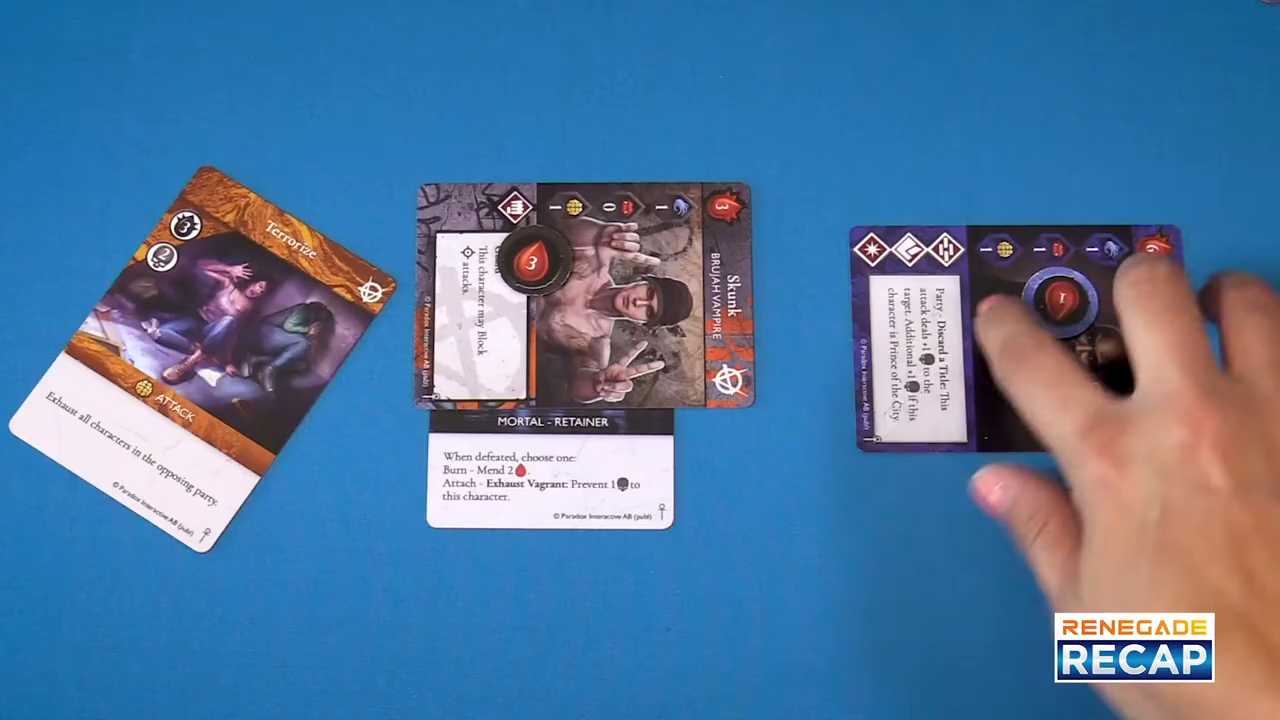 3
2
Terrorize
ATTACK
Exhaust all characters in the opposing party.
© Paradox Interactive AB (publ)
1
0
1
3
Skunk
BRUJAH VAMPIRE
3
This character may Block
attacks.
© Paradox Interactive AB (publ)
MORTAL - RETAINER
When defeated, choose one:
Burn - Mend 2
Attach - Exhaust Vagrant: Prevent 1 to
this character.
© Paradox Interactive AB (publ)
1
1
1
6
Party - Discard a Title: This
attack deals +1 to the
target. Additional +1 if this
character is Prince of the City.
© Paradox Interactive AB (publ)
RENEGADE
RECAP